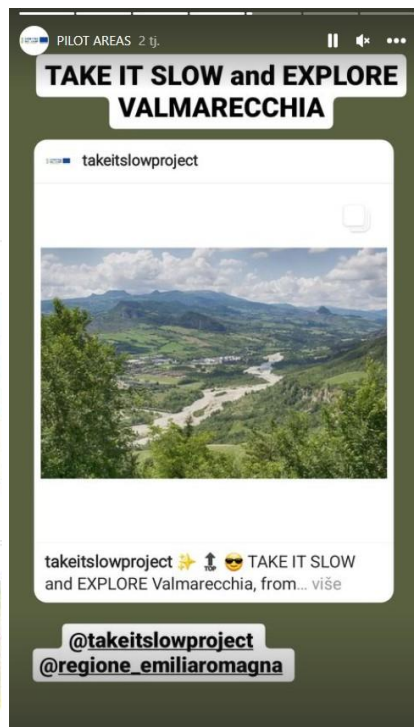 PILOT AREAS 2 tj.
TAKE IT SLOW and EXPLORE
VALMARECCHIA
takeitslowproject
takeitslowproject ✨ 🔝 😎 TAKE IT SLOW
and EXPLORE Valmarecchia, from... više
@takeitslowproject
@regione_emiliaromagna